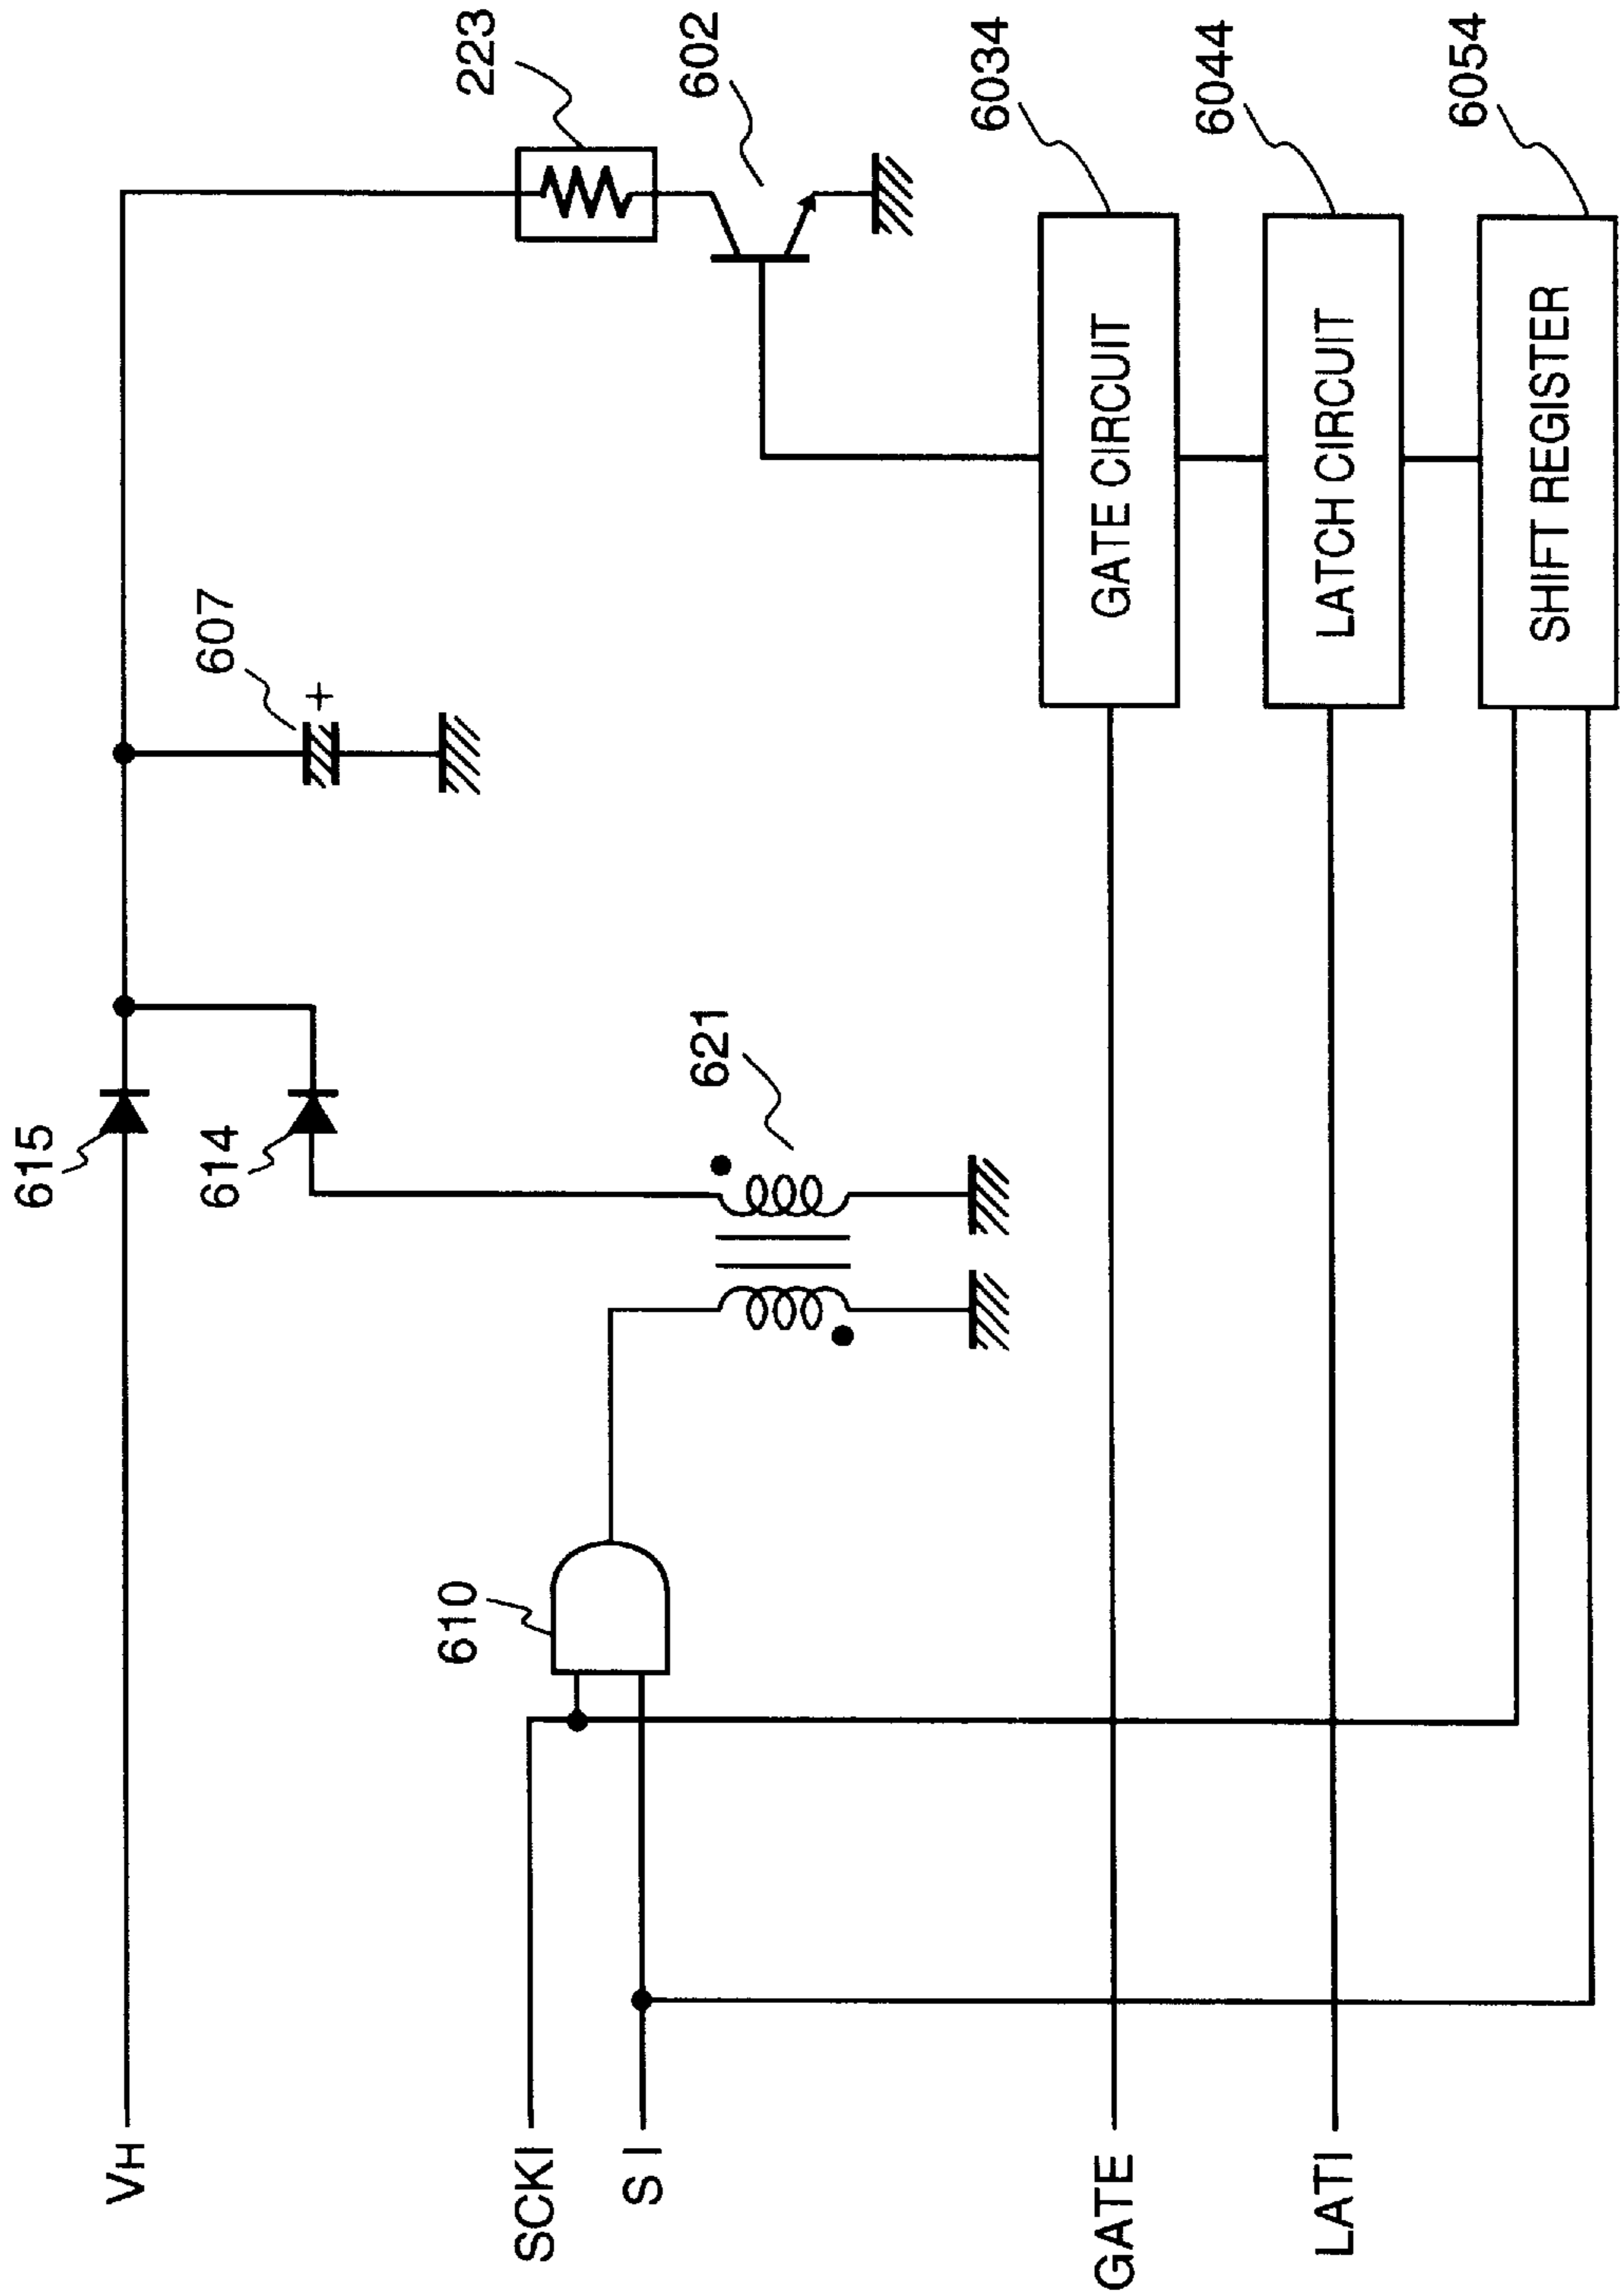 VH
615
614
607
223
602
SCKI
S I
610
621
GATE
GATE CIRCUIT
6034
LATI
LATCH CIRCUIT
6044
SHIFT REGISTER
6054
+